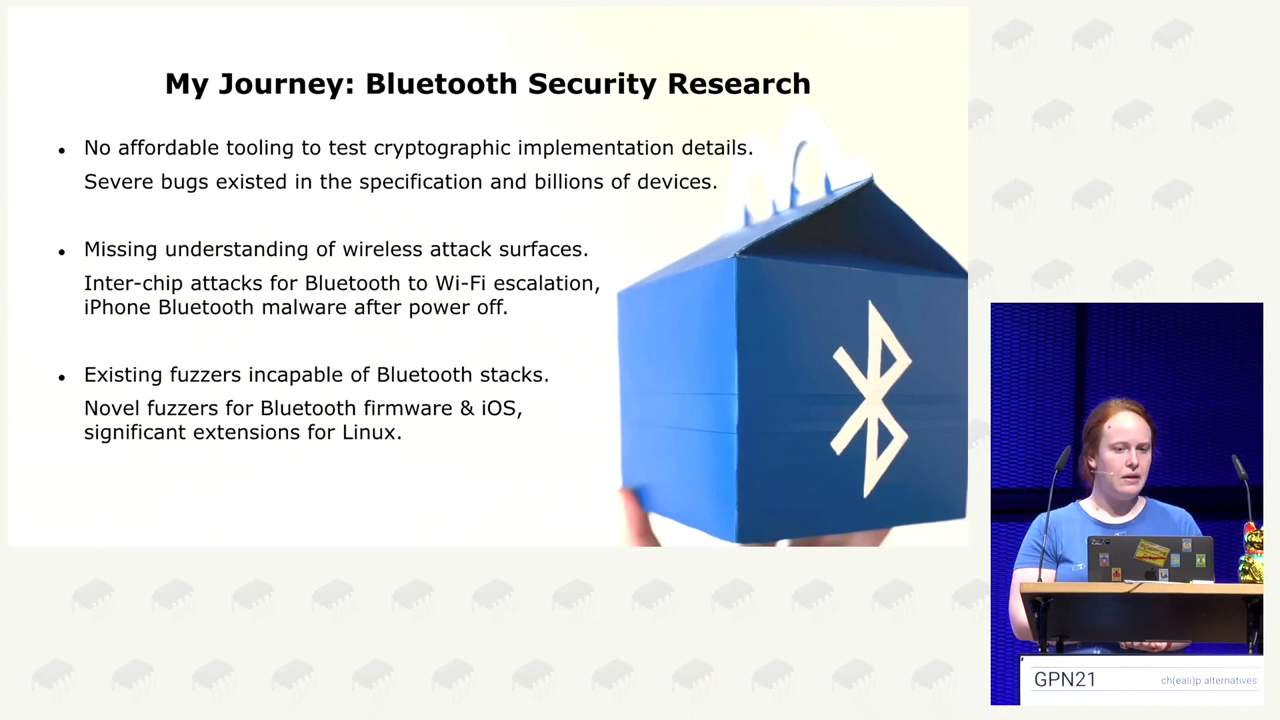 My Journey: Bluetooth Security Research
• No affordable tooling to test cryptographic implementation details.
Severe bugs existed in the specification and billions of devices.
• Missing understanding of wireless attack surfaces.
Inter-chip attacks for Bluetooth to Wi-Fi escalation,
iPhone Bluetooth malware after power off.
• Existing fuzzers incapable of Bluetooth stacks.
Novel fuzzers for Bluetooth firmware & iOS,
significant extensions for Linux.
GPN21
ch(ea|i)p alternatives